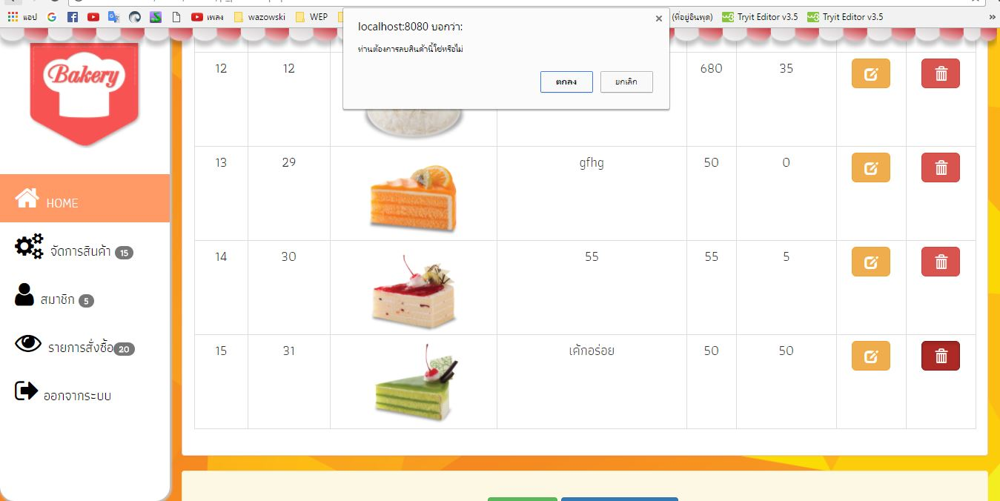 แอป
เพลง
wazowski
WEP
(ที่อยู่อินพุต)
Tryit Editor v3.5
Tryit Editor v3.5
»
localhost:8080 บอกว่า:
ท่านต้องการลบสินค้านี้ใช่หรือไม่
ตกลง
ยกเลิก
Bakery
HOME
จัดการสินค้า 15
สมาชิก 5
รายการสั่งซื้อ 20
ออกจากระบบ
12 12 680 35
13 29 gfhg 50 0
14 30 55 55 5
15 31 เค้กอร่อย 50 50